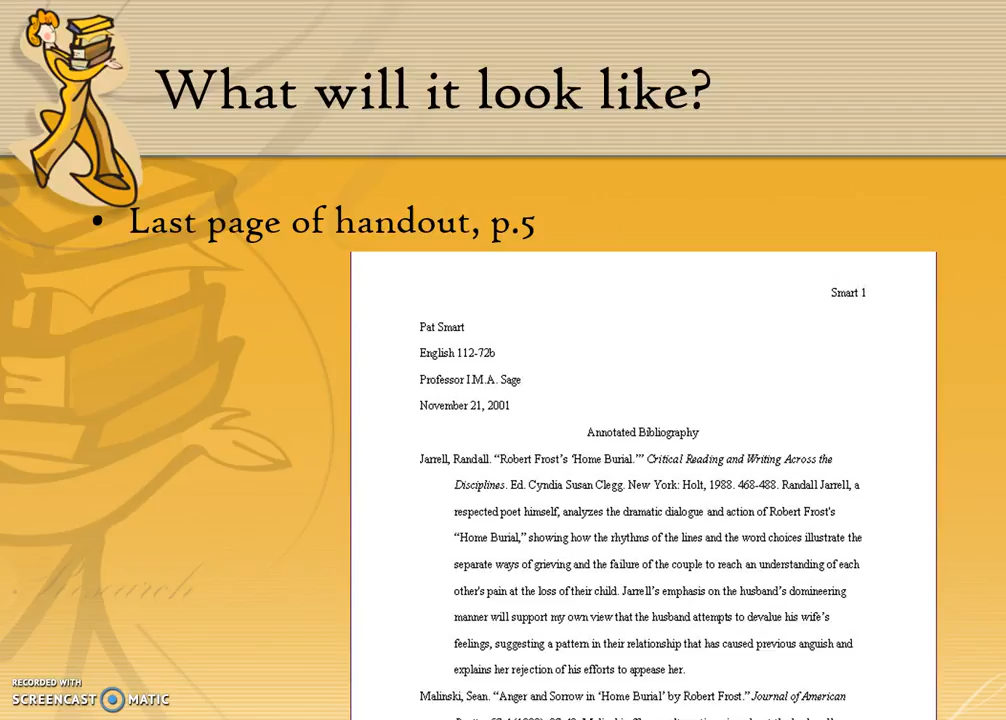 What will it look like?
• Last page of handout, p.5
Smart 1
Pat Smart
English 112-72b
Professor I.M.A. Sage
November 21, 2001
Annotated Bibliography
Jarrell, Randall. “Robert Frost’s ‘Home Burial.’” Critical Reading and Writing Across the
Disciplines. Ed. Cyndia Susan Clegg. New York: Holt, 1988. 468-488. Randall Jarrell, a
respected poet himself, analyzes the dramatic dialogue and action of Robert Frost's
“Home Burial,” showing how the rhythms of the lines and the word choices illustrate the
separate ways of grieving and the failure of the couple to reach an understanding of each
other's pain at the loss of their child. Jarrell’s emphasis on the husband’s domineering
manner will support my own view that the husband attempts to devalue his wife’s
feelings, suggesting a pattern in their relationship that has caused previous anguish and
explains her rejection of his efforts to appease her.
Malinski, Sean. “Anger and Sorrow in ‘Home Burial’ by Robert Frost.” Journal of American
Research
RECORDED WITH
SCREENCAST MATIC